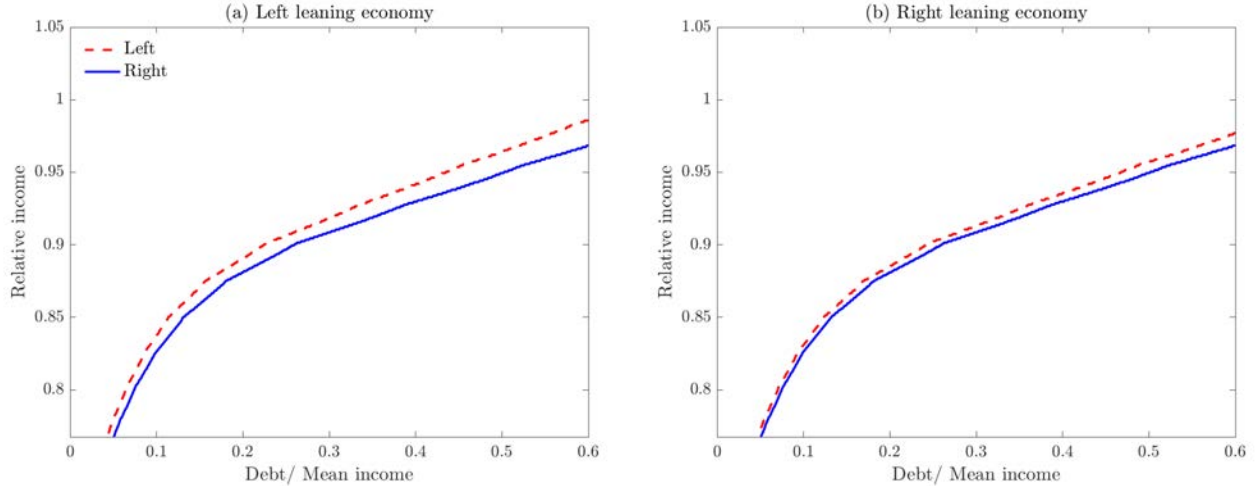 (a) Left leaning economy
1.05
1
0.95
0.9
0.85
0.8
Relative income
Left
Right
0 0.1 0.2 0.3 0.4 0.5 0.6
Debt/ Mean income
(b) Right leaning economy
1.05
1
0.95
0.9
0.85
0.8
Relative income
0 0.1 0.2 0.3 0.4 0.5 0.6
Debt/ Mean income